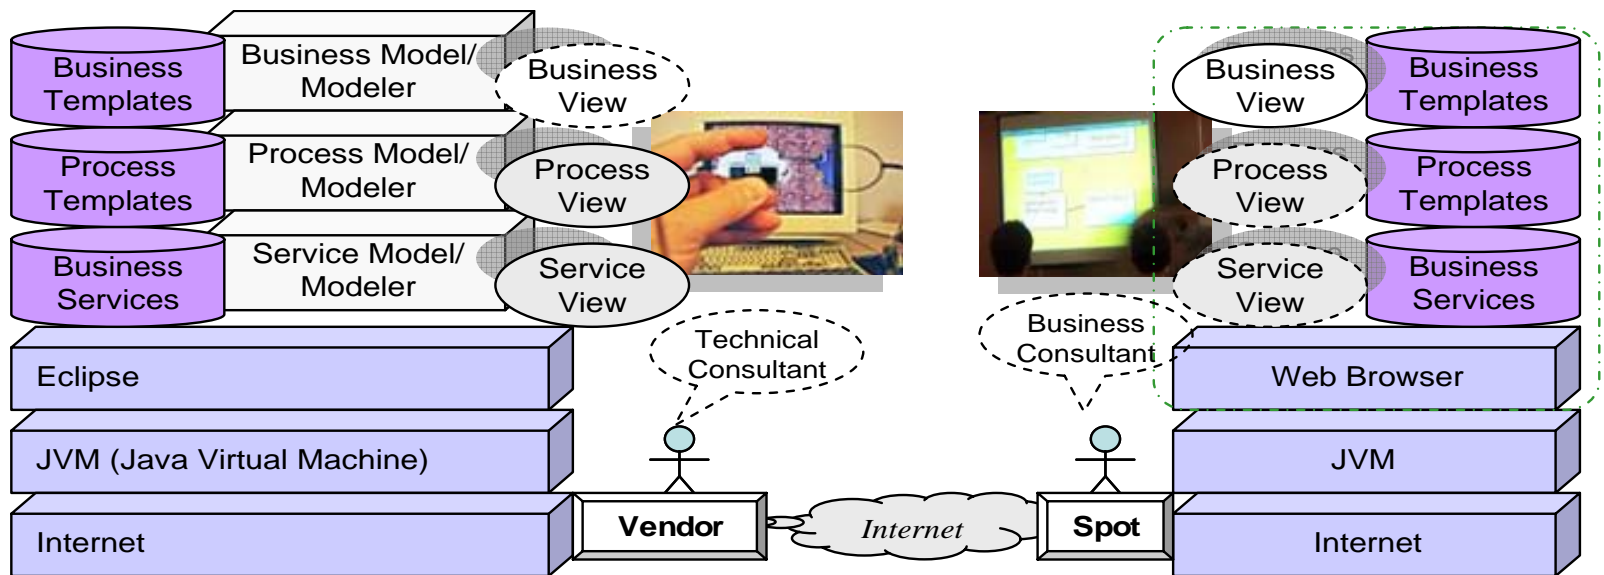 Business
Templates
Business Model/
Modeler
Business
View
Process
Templates
Process Model/
Modeler
Process
View
Business
Services
Service Model/
Modeler
Service
View
Eclipse
JVM (Java Virtual Machine)
Internet
Technical
Consultant
Vendor
Internet
Business
Consultant
Spot
Business
View
Business
Templates
Process
View
Process
Templates
Service
View
Business
Services
Web Browser
JVM
Internet